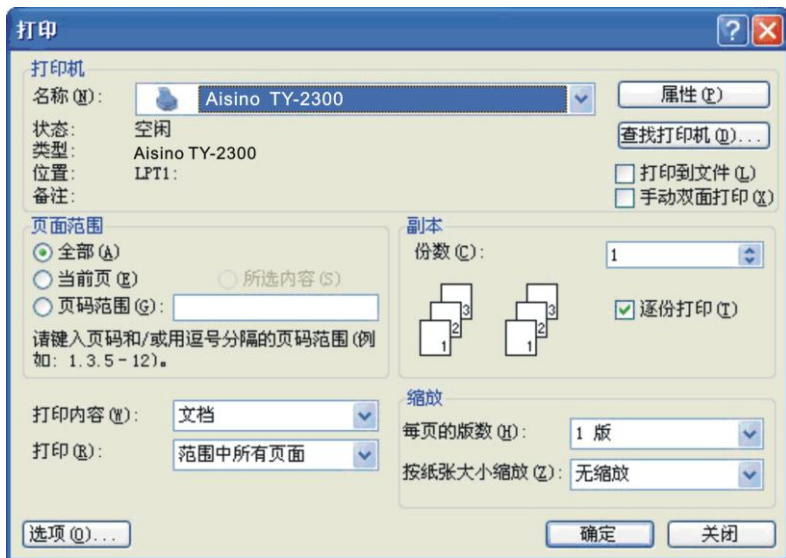 打印
打印机
名称(N): Aisino TY-2300 属性(P)
状态: 空闲 查找打印机(D)...
类型: Aisino TY-2300
位置: LPT1: 打印到文件(L)
备注: 手动双面打印(X)
页面范围
全部(A)
当前页(E) 所选内容(S)
页码范围(G):
请键入页码和/或用逗号分隔的页码范围(例
如: 1.3.5-12)。
副本
份数(C): 1
1 2 3 1 2 3 逐份打印(T)
打印内容(W): 文档
打印(R): 范围中所有页面
缩放
每页的版数(H): 1 版
按纸张大小缩放(Z): 无缩放
选项(O)... 确定 关闭